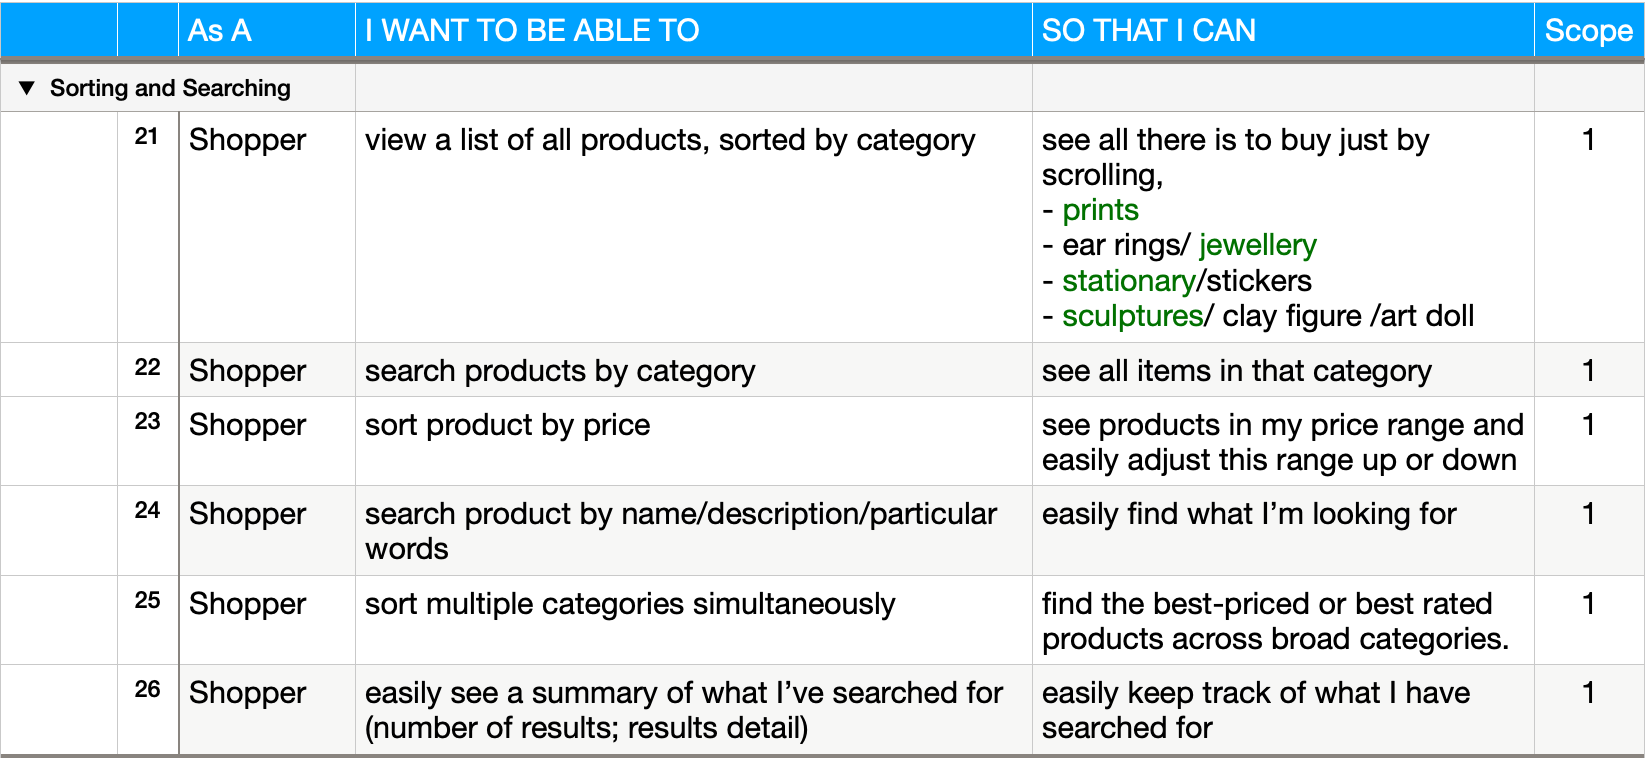 As A I WANT TO BE ABLE TO SO THAT I CAN Scope
▼ Sorting and Searching
21 Shopper view a list of all products, sorted by category see all there is to buy just by 1
scrolling,
- prints
- ear rings/ jewellery
- stationary/stickers
- sculptures/ clay figure /art doll
22 Shopper search products by category see all items in that category 1
23 Shopper sort product by price see products in my price range and 1
easily adjust this range up or down
24 Shopper search product by name/description/particular easily find what I’m looking for 1
words
25 Shopper sort multiple categories simultaneously find the best-priced or best rated 1
products across broad categories.
26 Shopper easily see a summary of what I’ve searched for easily keep track of what I have 1
(number of results; results detail) searched for